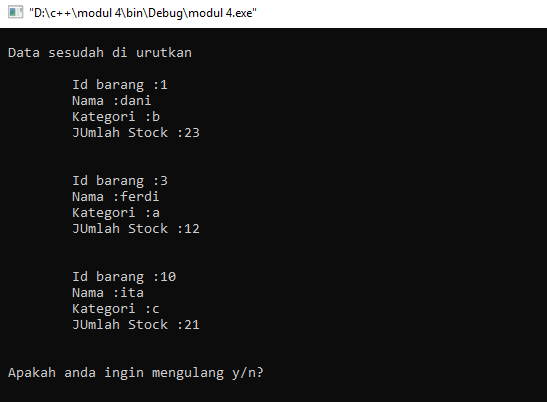 "D:\c++\modul 4\bin\Debug\modul 4.exe"
Data sesudah di urutkan
Id barang :1
Nama :dani
Kategori :b
JUmlah Stock :23
Id barang :3
Nama :ferdi
Kategori :a
JUmlah Stock :12
Id barang :10
Nama :ita
Kategori :c
JUmlah Stock :21
Apakah anda ingin mengulang y/n?